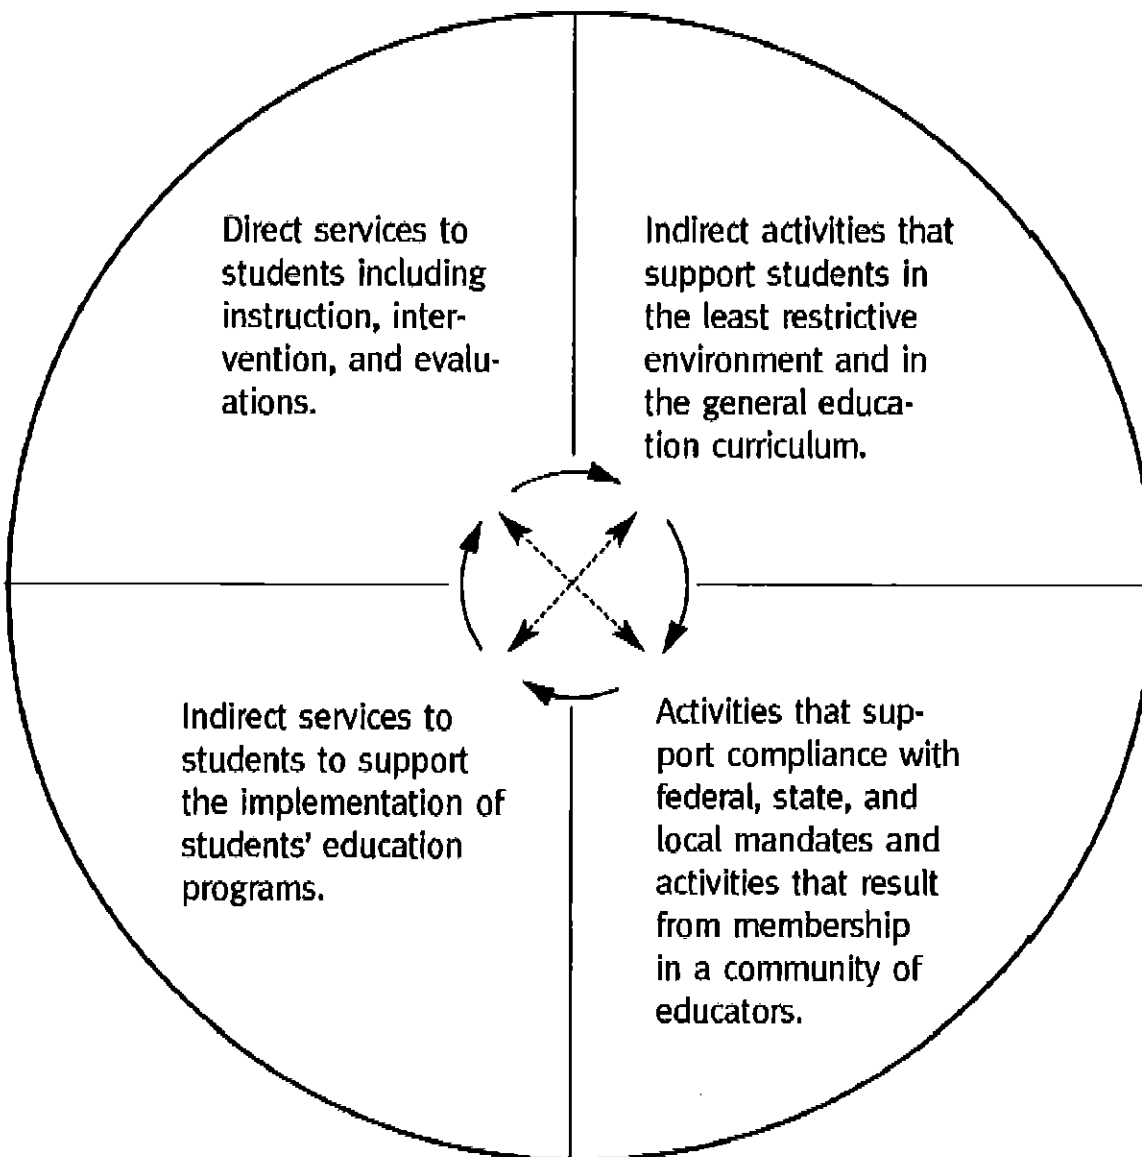 Direct services to
students including
instruction, inter-
vention, and evalu-
ations.
Indirect activities that
support students in
the least restrictive
environment and in
the general educa-
tion curriculum.
Indirect services to
students to support
the implementation of
students' education
programs.
Activities that sup-
port compliance with
federal, state, and
local mandates and
activities that result
from membership
in a community of
educators.